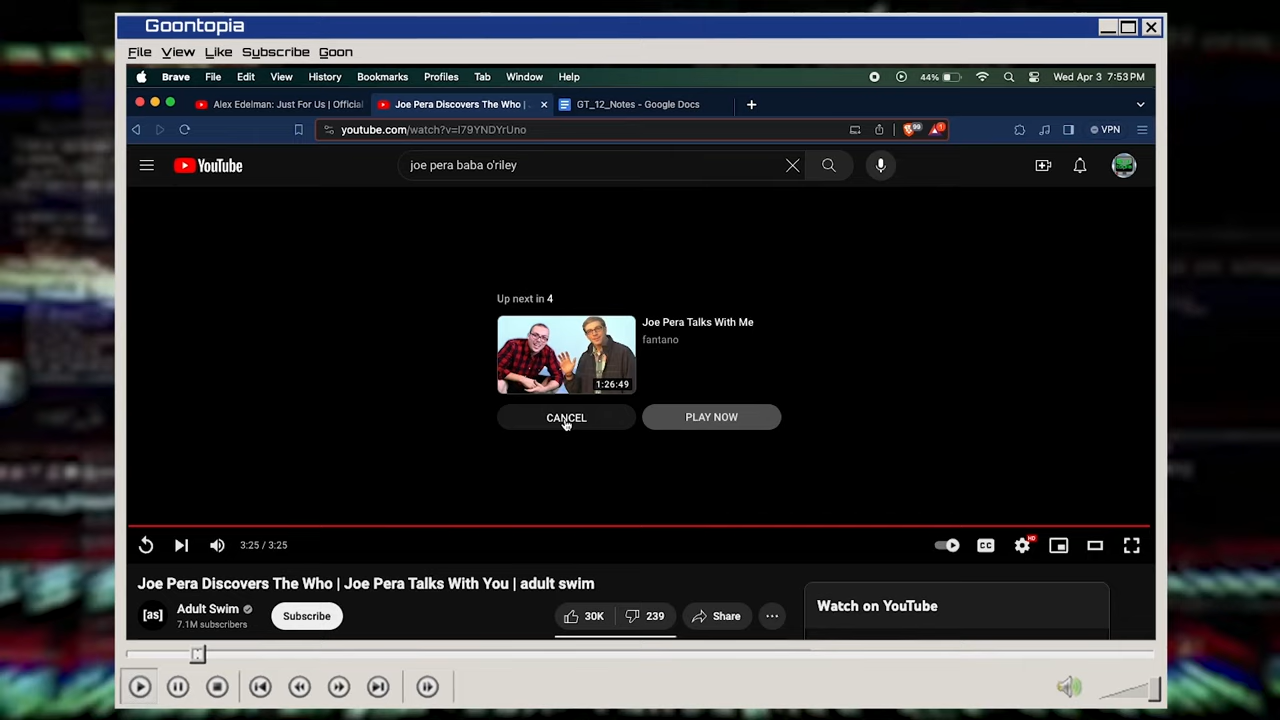 Goontopia
File View Like Subscribe Goon
Brave File Edit View History Bookmarks Profiles Tab Window Help 44% Wed Apr 3 7:53 PM
Alex Edelman: Just For Us | Official Joe Pera Discovers The Who | GT_12_Notes - Google Docs
youtube.com/watch?v=I79YNDYrUno 99 1 VPN
YouTube joe pera baba o'riley
Up next in 4
Joe Pera Talks With Me
fantano
1:26:49
CANCEL PLAY NOW
3:25 / 3:25 CC HD
Joe Pera Discovers The Who | Joe Pera Talks With You | adult swim
[as] Adult Swim
7.1M subscribers
Subscribe 30K 239 Share
Watch on YouTube